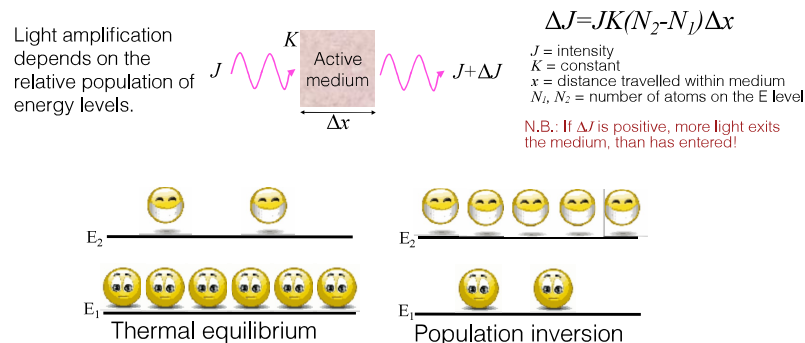 Light amplification
depends on the
relative population of
energy levels.
J
K
Active
medium
J+ΔJ
Δx
ΔJ=JK(N₂-N₁)Δx
J = intensity
K = constant
x = distance travelled within medium
N₁, N₂ = number of atoms on the E level
N.B.: If ΔJ is positive, more light exits
the medium, than has entered!
E₂
E₁
Thermal equilibrium
E₂
E₁
Population inversion